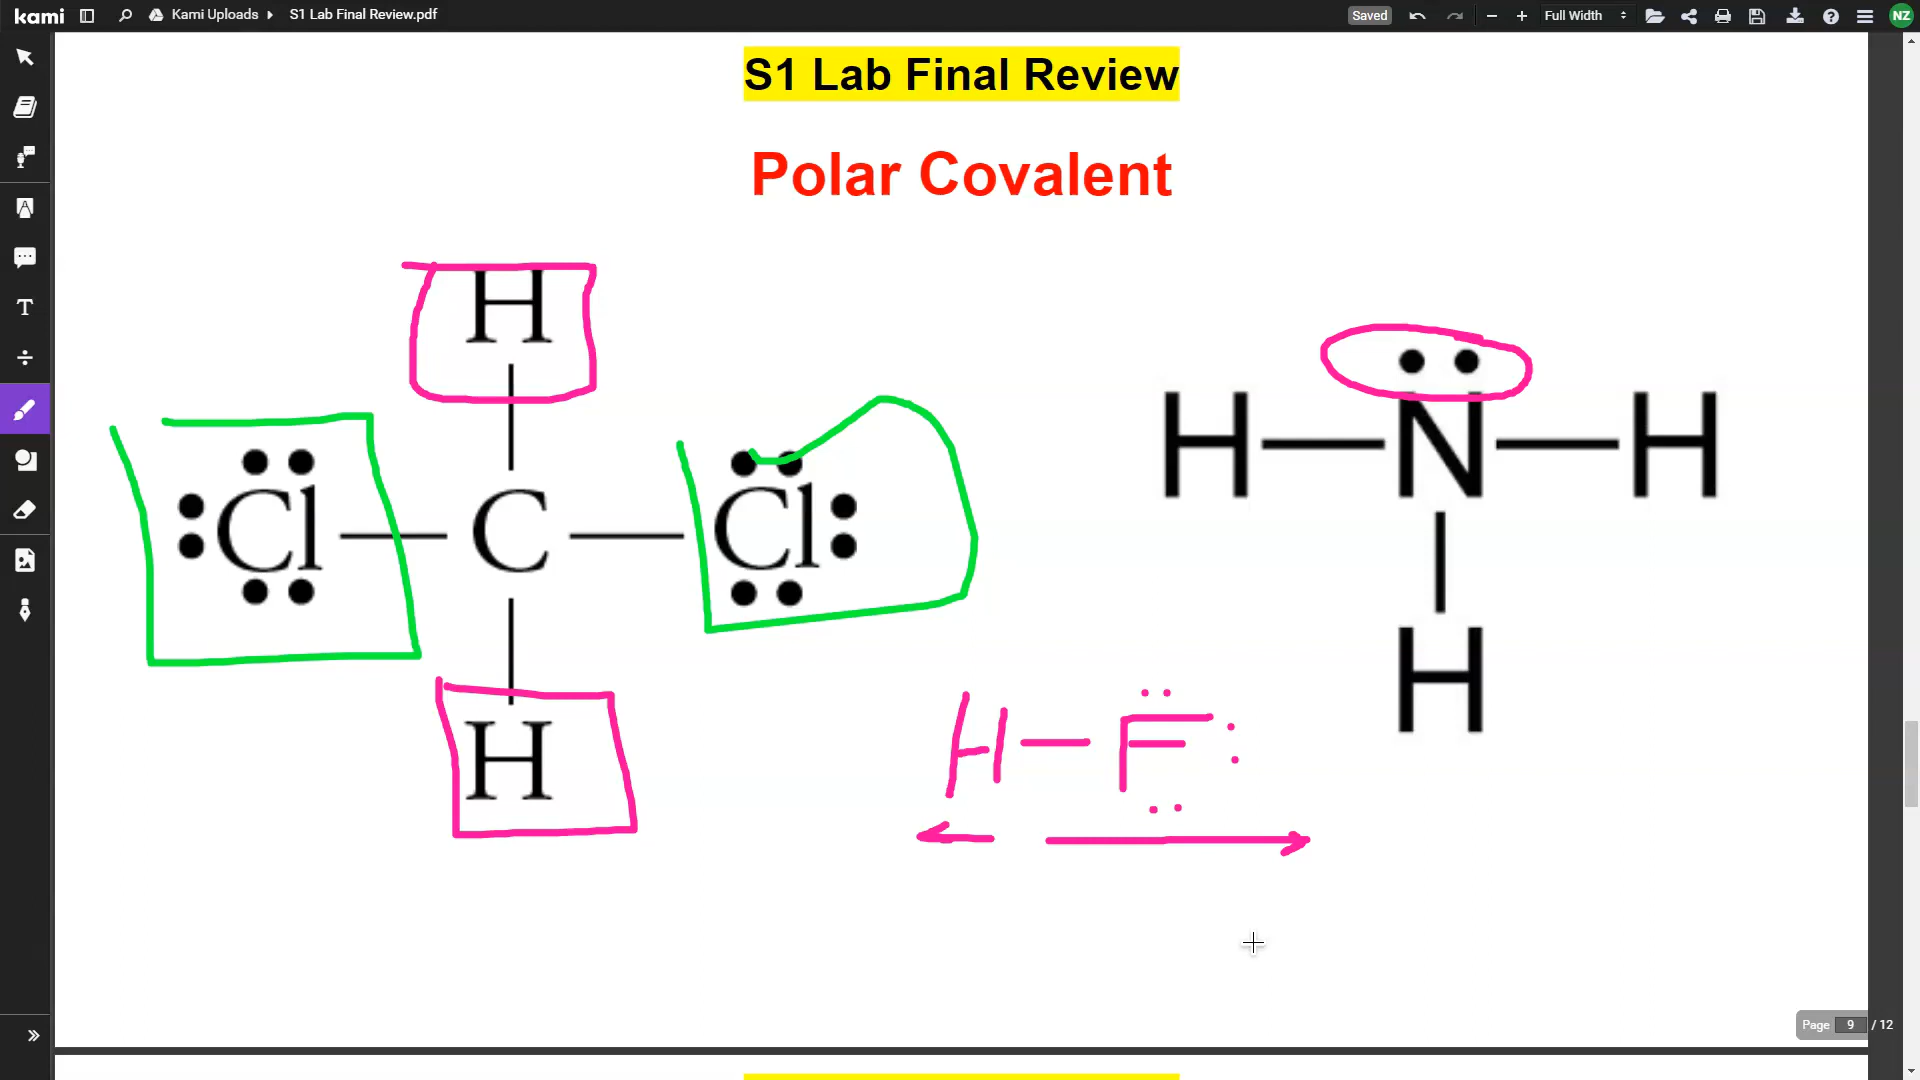 kami Kami Uploads S1 Lab Final Review.pdf Saved Full Width NZ
S1 Lab Final Review
Polar Covalent
H
Cl C Cl
H
H N H
H
H — F
Page 9 / 12